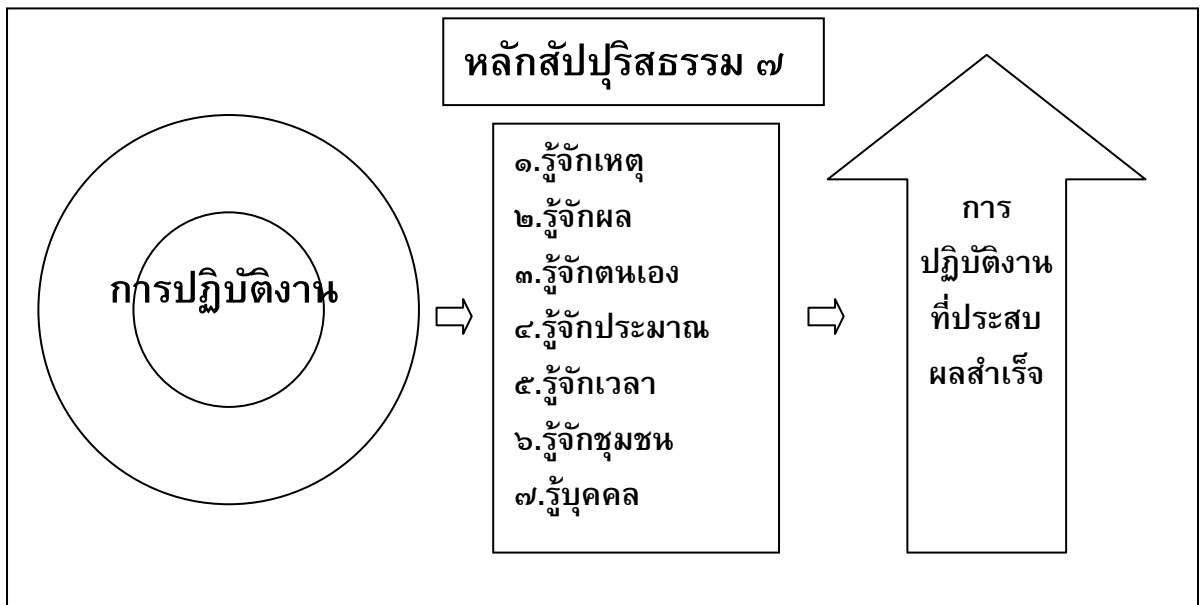 หลักสัปปุริสธรรม ๗
การปฏิบัติงาน
๑.รู้จักเหตุ
๒.รู้จักผล
๓.รู้จักตนเอง
๔.รู้จักประมาณ
๕.รู้จักเวลา
๖.รู้จักชุมชน
๗.รู้บุคคล
การ
ปฏิบัติงาน
ที่ประสบ
ผลสำเร็จ